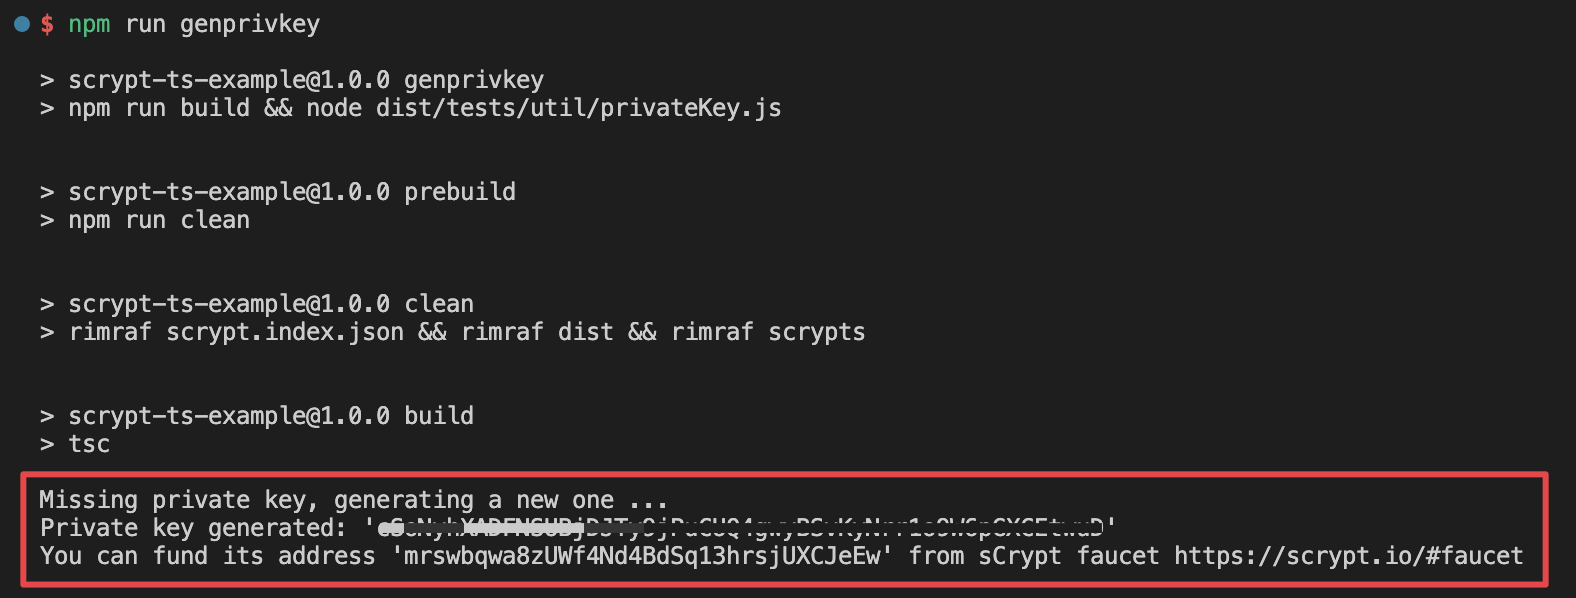 $ npm run genprivkey
> scrypt-ts-example@1.0.0 genprivkey
> npm run build && node dist/tests/util/privateKey.js
> scrypt-ts-example@1.0.0 prebuild
> npm run clean
> scrypt-ts-example@1.0.0 clean
> rimraf scrypt.index.json && rimraf dist && rimraf scrypts
> scrypt-ts-example@1.0.0 build
> tsc
Missing private key, generating a new one ...
Private key generated: ' '
You can fund its address 'mrswbqwa8zUWf4Nd4BdSq13hrsjUXCJeEw' from sCrypt faucet https://scrypt.io/#faucet